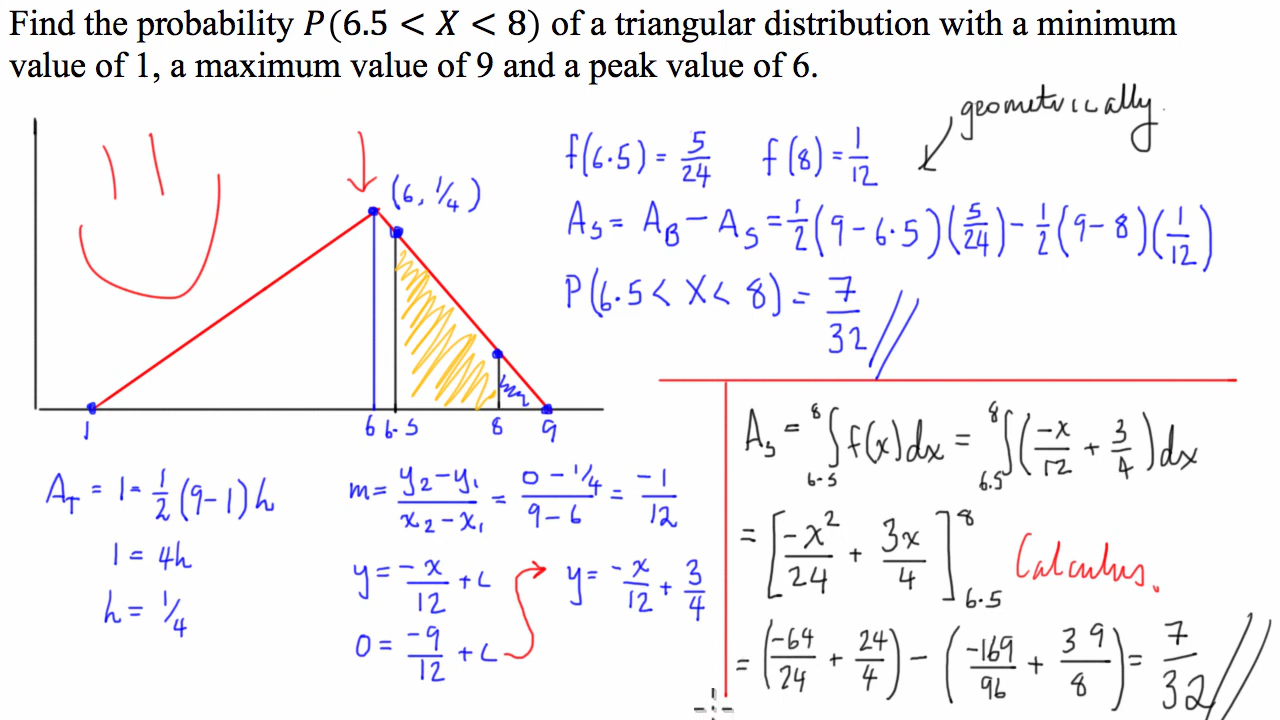 Find the probability P(6.5 < X < 8) of a triangular distribution with a minimum
value of 1, a maximum value of 9 and a peak value of 6.
geometrically.
f(6.5) = 5/24   f(8) = 1/12
(6, 1/4)
As = AB − As = 1/2 (9−6.5)(5/24) − 1/2 (9−8)(1/12)
P(6.5 < X < 8) = 7/32 //
1 6 6.5 8 9
AT = 1 = 1/2 (9−1) h
1 = 4h
h = 1/4
m = y2−y1 / x2−x1 = 0−1/4 / 9−6 = −1/12
y = −x/12 + c
0 = −9/12 + c
y = −x/12 + 3/4
As = 8∫6.5 f(x) dx = 8∫6.5 (−x/12 + 3/4) dx
= [−x²/24 + 3x/4]8 6.5
Calculus.
= (−64/24 + 24/4) − (−169/96 + 39/8) = 7/32 //